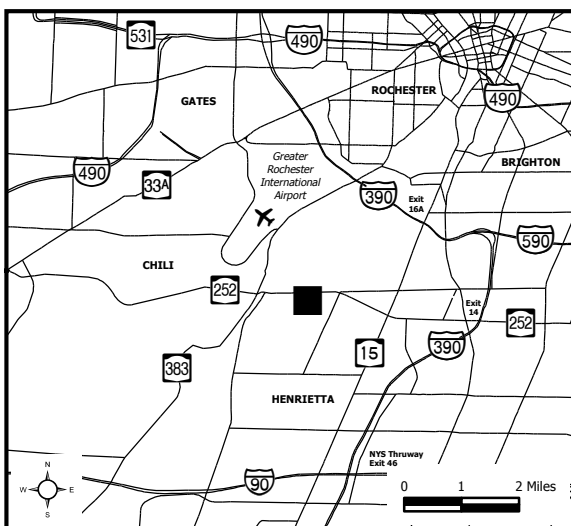 531
490
ROCHESTER
GATES
490
Greater
Rochester
International
Airport
BRIGHTON
490
33A
390
Exit
16A
590
CHILI
252
Exit
14
252
15
390
383
HENRIETTA
NYS Thruway
Exit 46
90
N
W
E
S
0 1 2 Miles